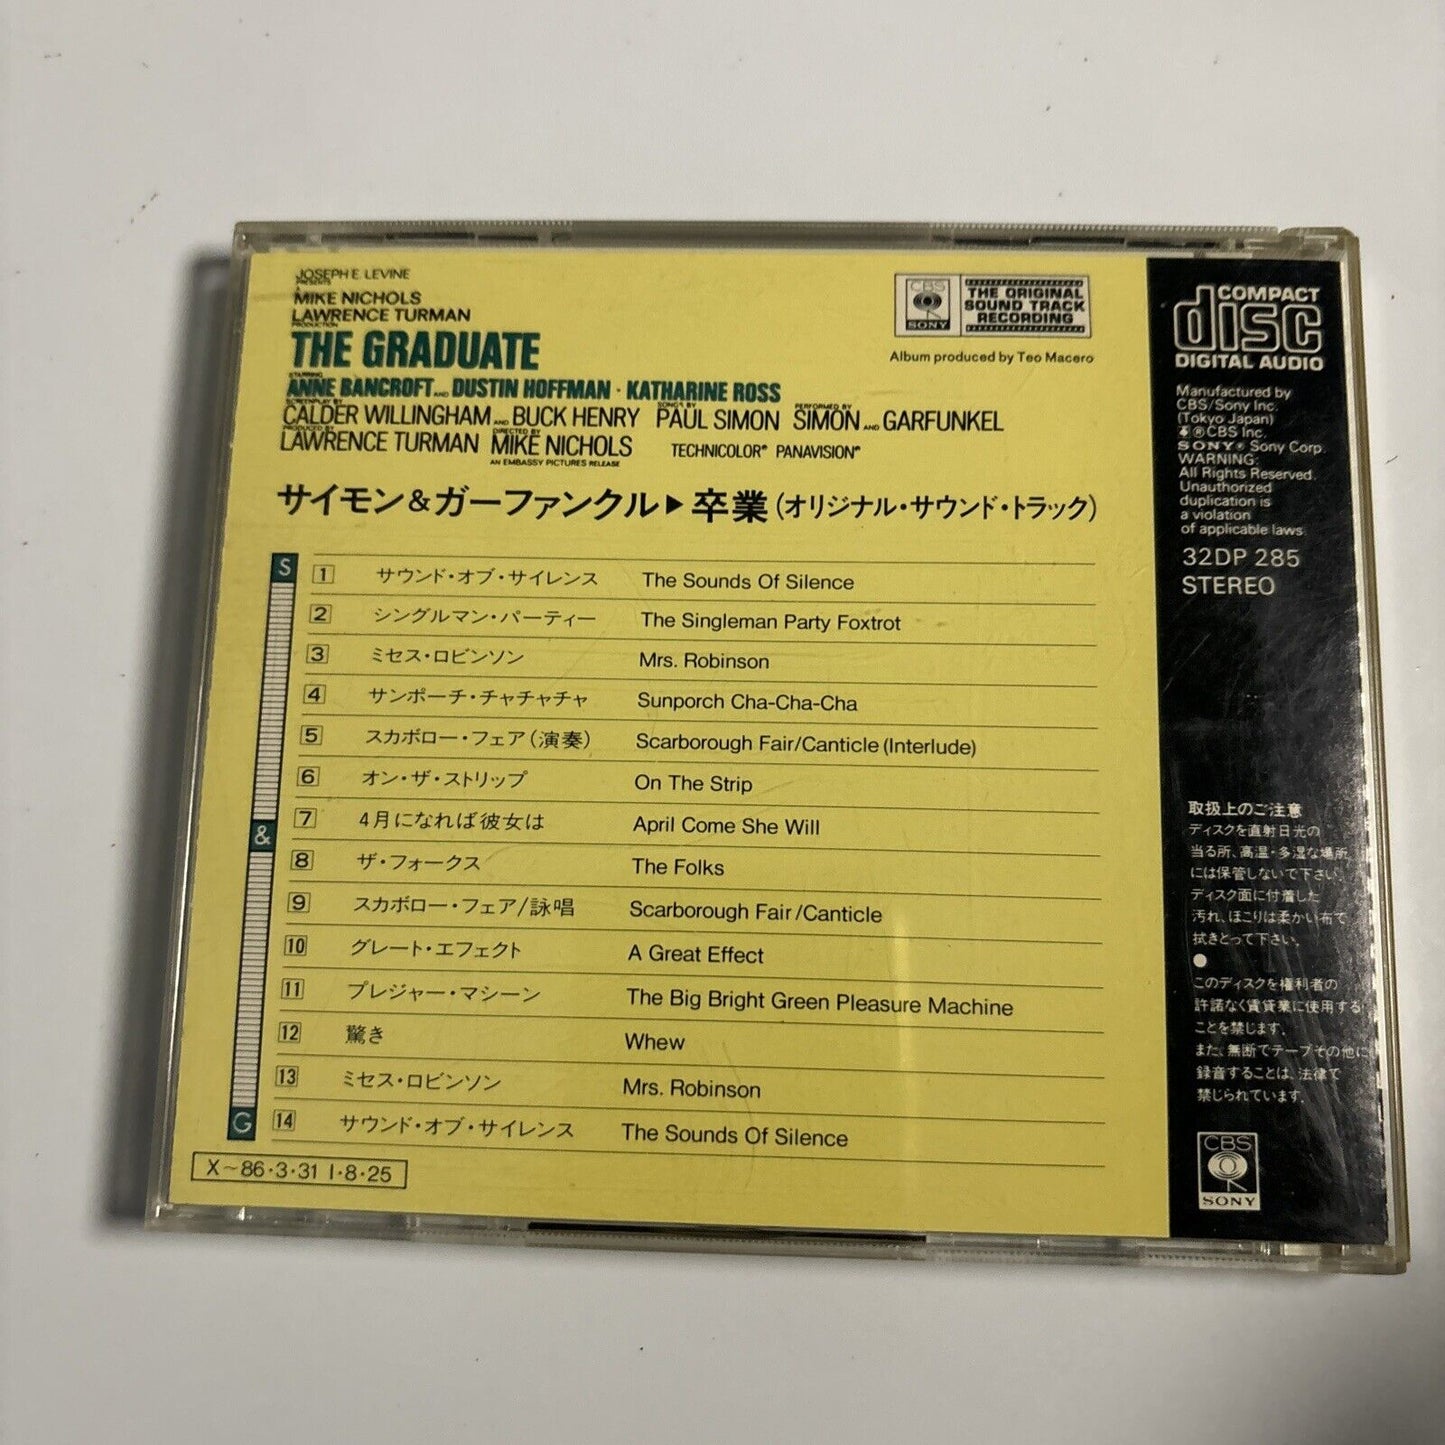 JOSEPH E. LEVINE
PRESENTS
A
MIKE NICHOLS
LAWRENCE TURMAN
PRODUCTION
THE GRADUATE
STARRING
ANNE BANCROFT AND DUSTIN HOFFMAN · KATHARINE ROSS
SCREENPLAY BY CALDER WILLINGHAM AND BUCK HENRY SONGS BY PAUL SIMON PERFORMED BY SIMON AND GARFUNKEL
PRODUCED BY LAWRENCE TURMAN DIRECTED BY MIKE NICHOLS TECHNICOLOR® PANAVISION®
AN EMBASSY PICTURES RELEASE
CBS
SONY
THE ORIGINAL
SOUND TRACK
RECORDING
Album produced by Teo Macero
サイモン&ガーファンクル▶卒業(オリジナル・サウンド・トラック)
S
&
G
1 サウンド・オブ・サイレンス The Sounds Of Silence
2 シングルマン・パーティー The Singleman Party Foxtrot
3 ミセス・ロビンソン Mrs. Robinson
4 サンポーチ・チャチャチャ Sunporch Cha-Cha-Cha
5 スカボロー・フェア(演奏) Scarborough Fair/Canticle (Interlude)
6 オン・ザ・ストリップ On The Strip
7 4月になれば彼女は April Come She Will
8 ザ・フォークス The Folks
9 スカボロー・フェア/詠唱 Scarborough Fair/Canticle
10 グレート・エフェクト A Great Effect
11 プレジャー・マシーン The Big Bright Green Pleasure Machine
12 驚き Whew
13 ミセス・ロビンソン Mrs. Robinson
14 サウンド・オブ・サイレンス The Sounds Of Silence
X~86・3・31 I・8・25
COMPACT
disc
DIGITAL AUDIO
Manufactured by
CBS/Sony Inc.
(Tokyo Japan)
℗CBS Inc.
SONY® Sony Corp.
WARNING:
All Rights Reserved.
Unauthorized
duplication is
a violation
of applicable laws.
32DP 285
STEREO
取扱上のご注意
ディスクを直射日光の
当る所、高温・多湿な場所
には保管しないで下さい。
ディスク面に付着した
汚れ、ほこりは柔かい布で
拭きとって下さい。
●
このディスクを権利者の
許諾なく賃貸業に使用する
ことを禁じます。
また、無断でテープその他に
録音することは、法律で
禁じられています。
CBS
SONY